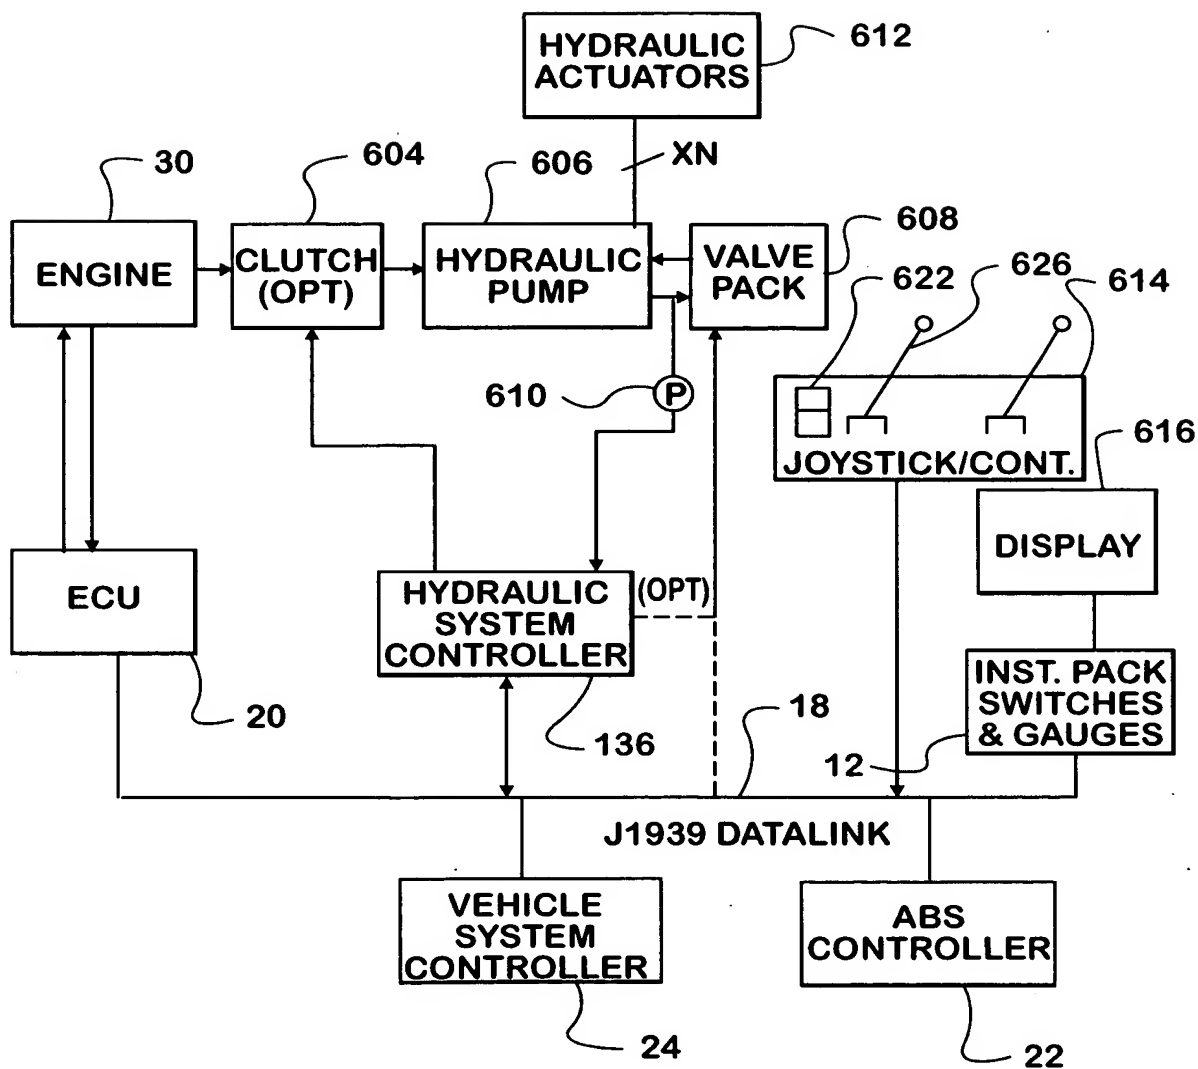 HYDRAULIC
ACTUATORS
612
XN
30
604
606
608
ENGINE
CLUTCH
(OPT)
HYDRAULIC
PUMP
VALVE
PACK
622
626
614
610
P
JOYSTICK/CONT.
616
DISPLAY
ECU
HYDRAULIC
SYSTEM
CONTROLLER
(OPT)
INST. PACK
SWITCHES
& GAUGES
20
136
18
12
J1939 DATALINK
VEHICLE
SYSTEM
CONTROLLER
ABS
CONTROLLER
24
22